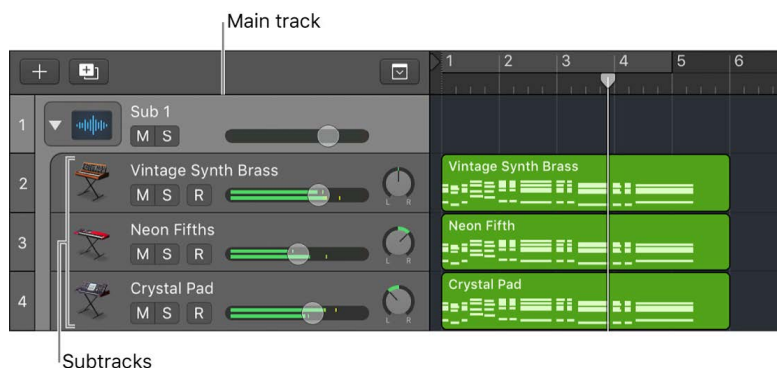 Main track
1 2 3 4 5 6
1
Sub 1
M S
2
Vintage Synth Brass
M S R
L R
Vintage Synth Brass
3
Neon Fifths
M S R
L R
Neon Fifth
4
Crystal Pad
M S R
L R
Crystal Pad
Subtracks